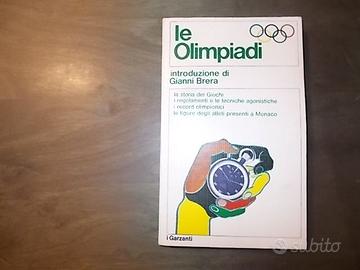 le
Olimpiadi
introduzione di
Gianni Brera
la storia dei Giochi
i regolamenti e le tecniche agonistiche
i record olimpionici
le figure degli atleti presenti a Monaco
i Garzanti
subito